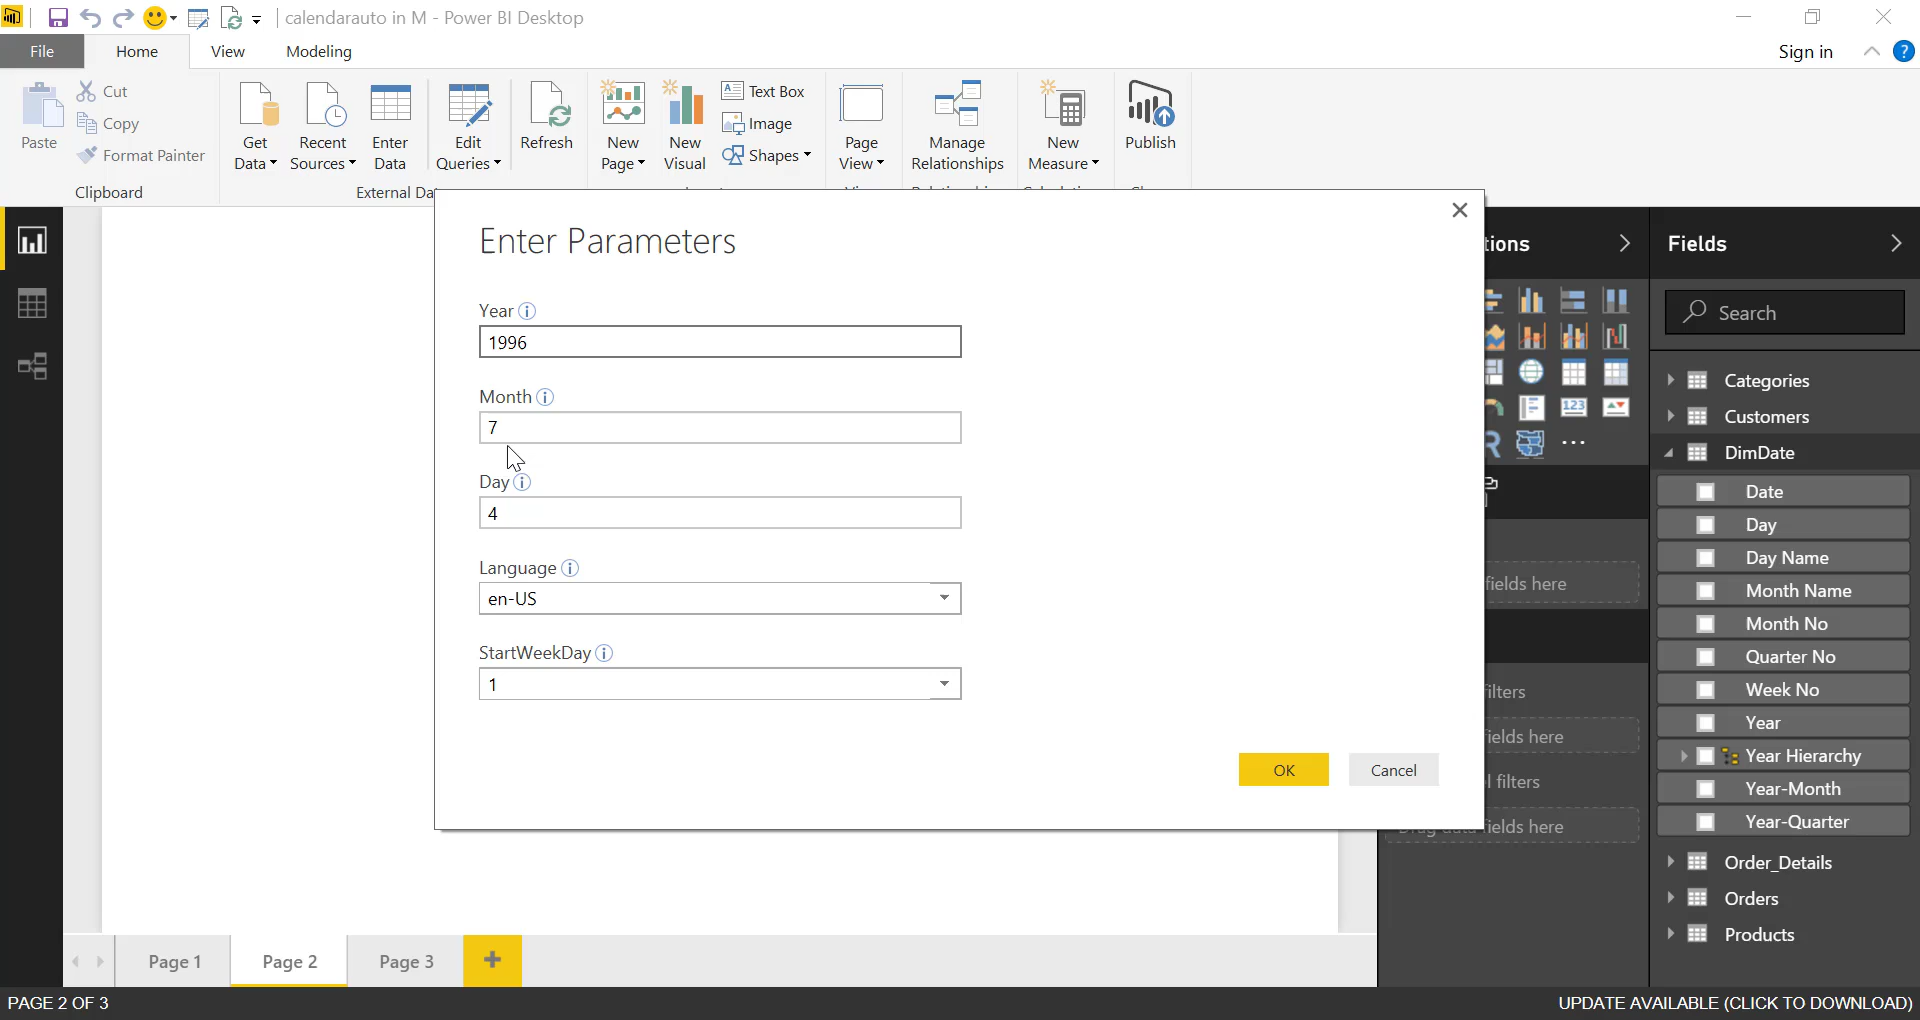 calendarauto in M - Power BI Desktop
File
Home
View
Modeling
Sign in
?
Paste
Cut
Copy
Format Painter
Clipboard
Get Data
Recent Sources
Enter Data
Edit Queries
Refresh
New Page
New Visual
Text Box
Image
Shapes
Page View
Manage Relationships
New Measure
Publish
External Da
Enter Parameters
Year
1996
Month
7
Day
4
Language
en-US
StartWeekDay
1
OK
Cancel
tions
123
R
fields here
filters
fields here
l filters
fields here
Fields
Search
Categories
Customers
DimDate
Date
Day
Day Name
Month Name
Month No
Quarter No
Week No
Year
Year Hierarchy
Year-Month
Year-Quarter
Order_Details
Orders
Products
Page 1
Page 2
Page 3
+
PAGE 2 OF 3
UPDATE AVAILABLE (CLICK TO DOWNLOAD)